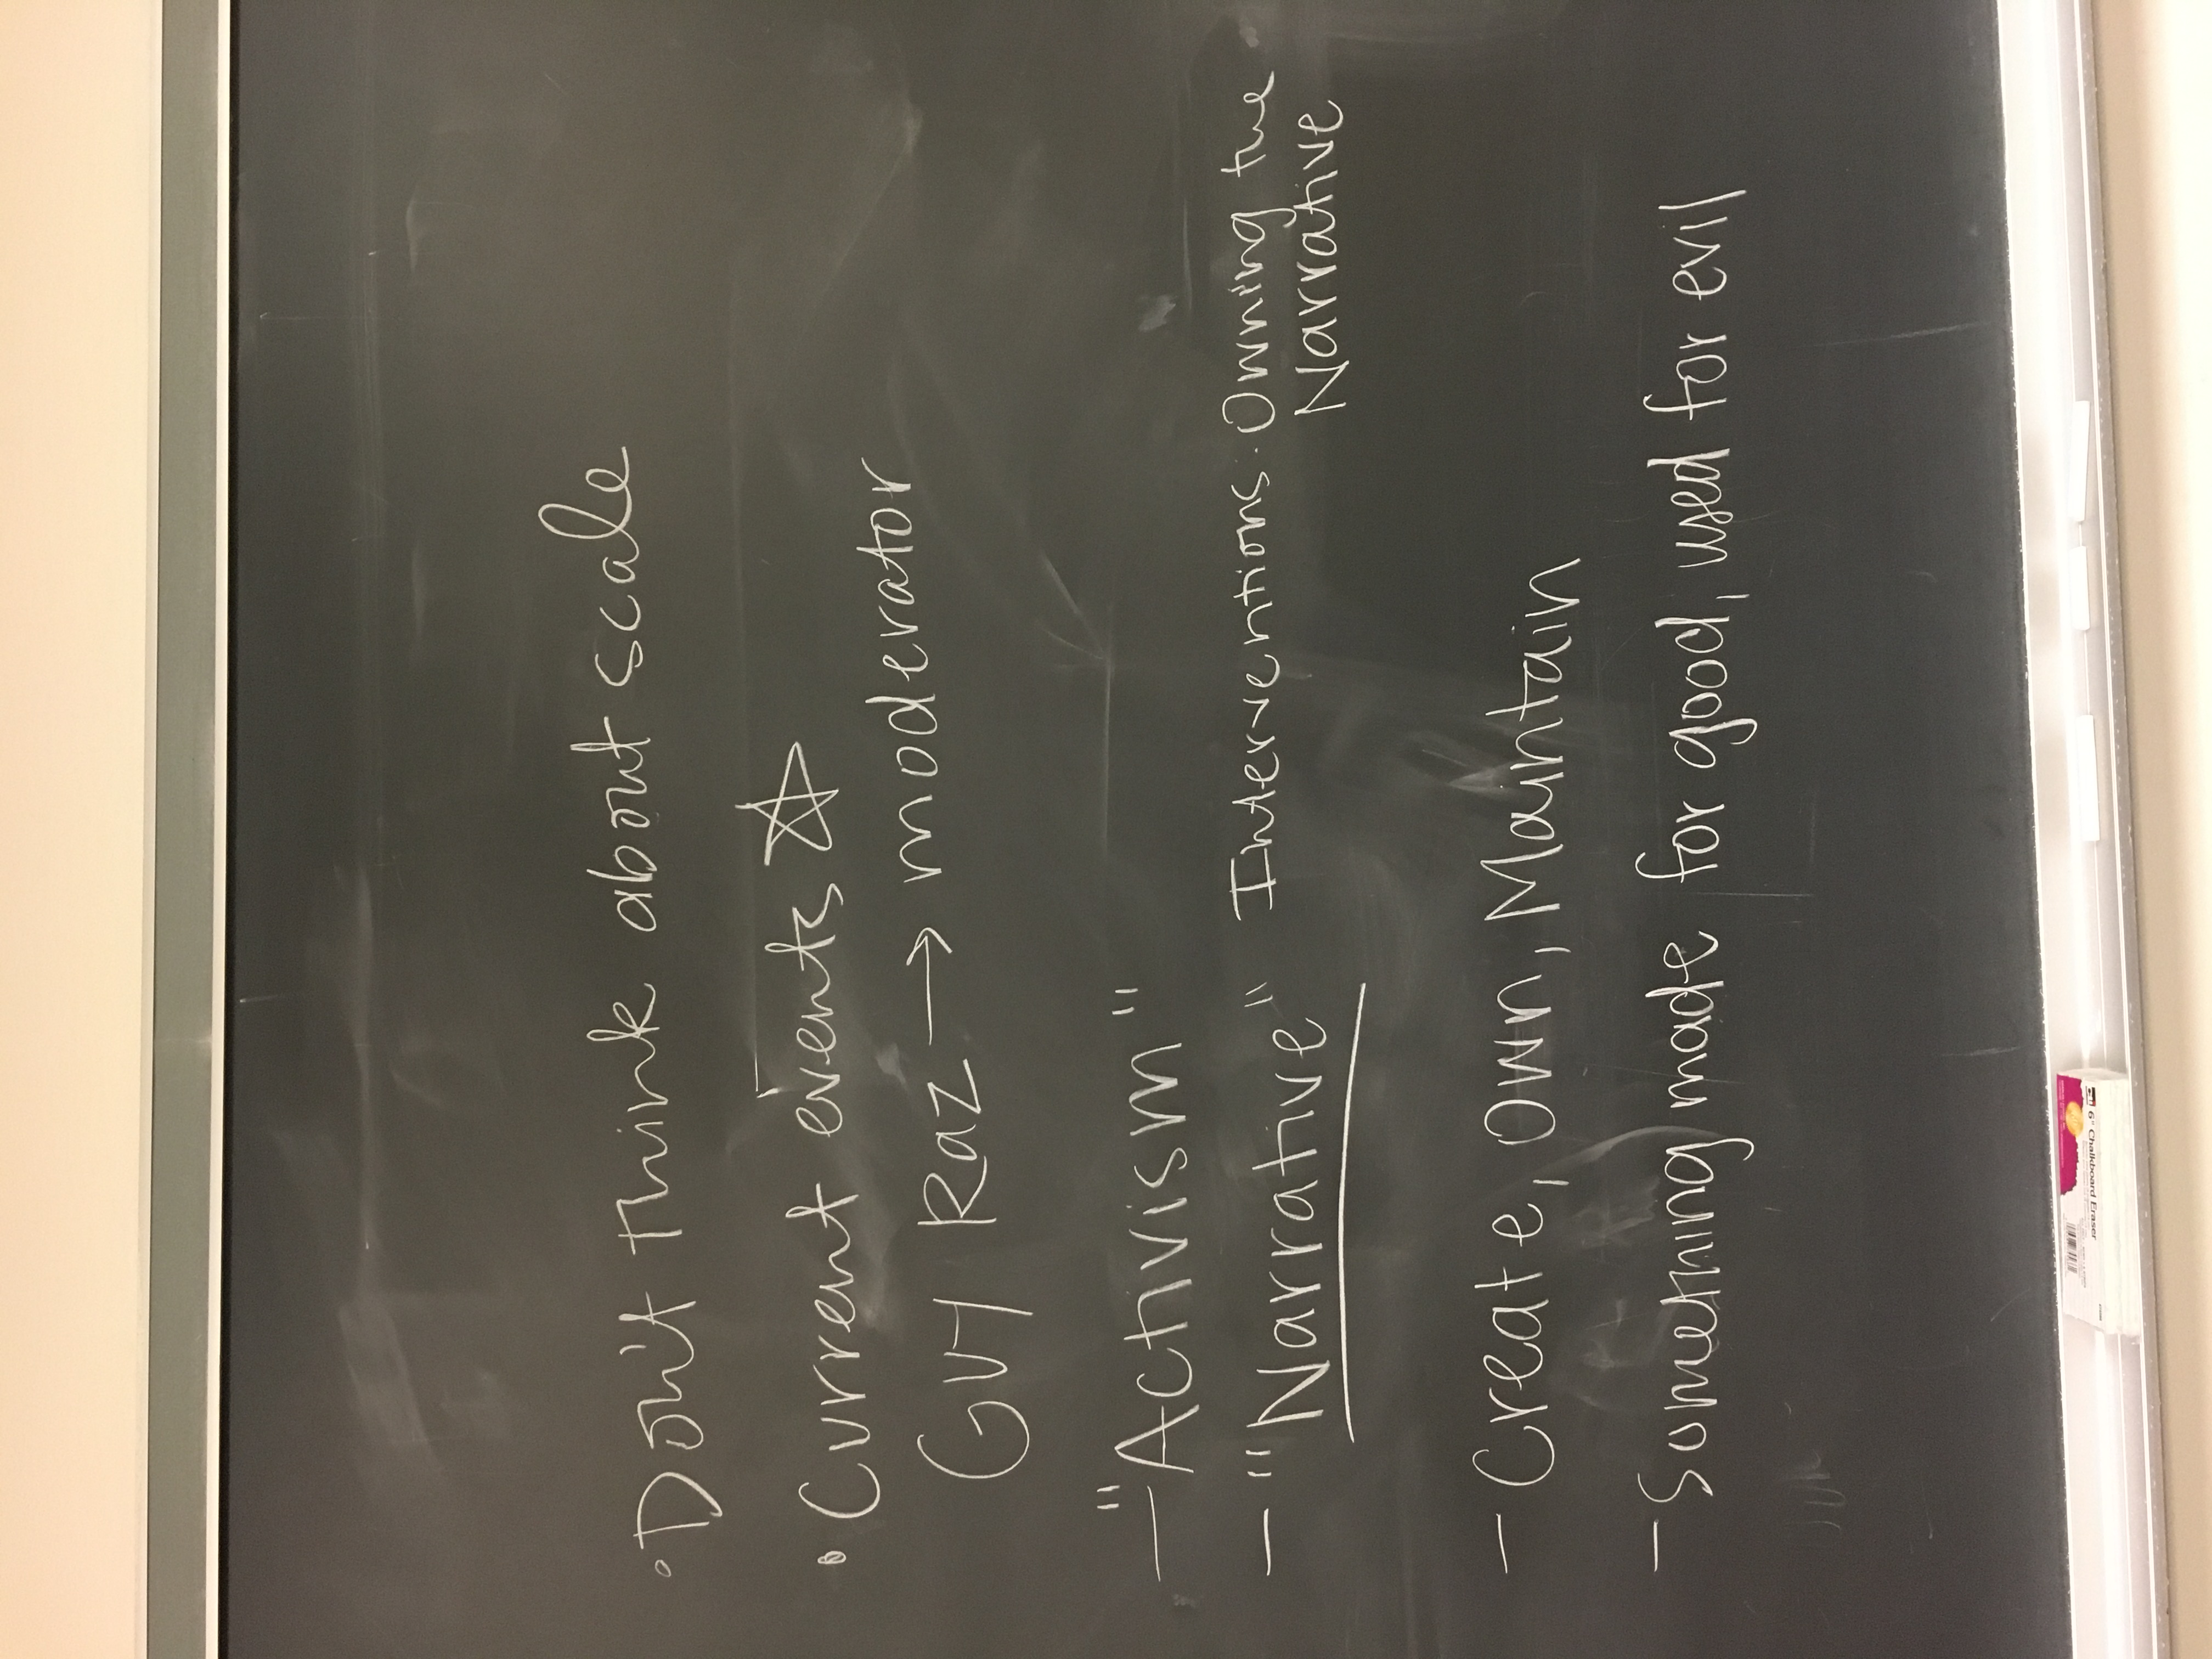 • Don't think about scale
• Current events ☆
Guy Raz → moderator
— "Activism"
— "Narrative" Interventions. Owning the
Narrative
- Create, Own, Maintain
- Something made for good, used for evil
6" Chalkboard Eraser